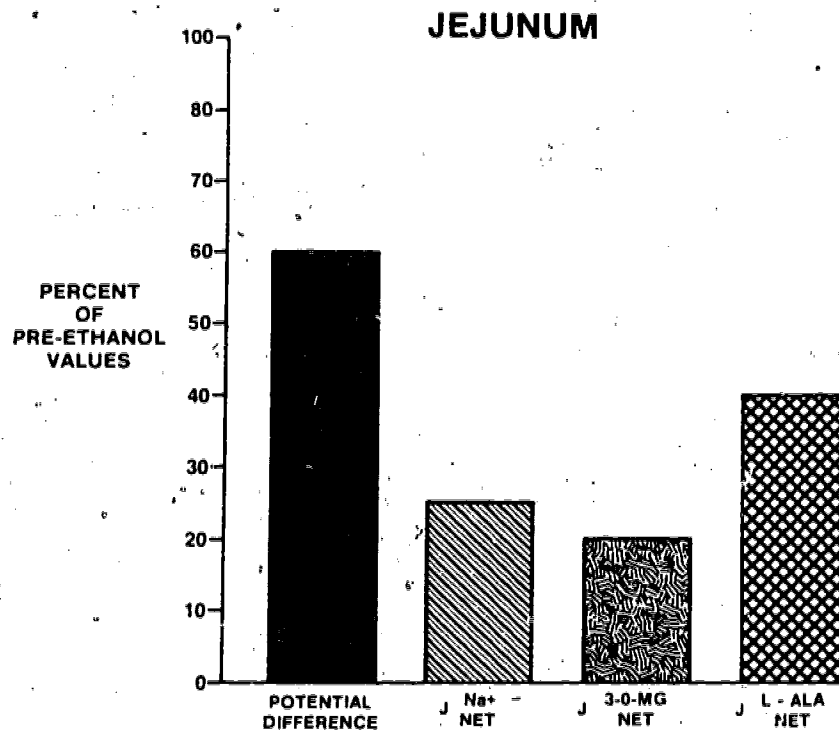 JEJUNUM
100
80
70
60
50
40
30
20
10
0
PERCENT
OF
PRE-ETHANOL
VALUES
POTENTIAL
DIFFERENCE
J Na+
NET
J 3-0-MG
NET
J L - ALA
NET